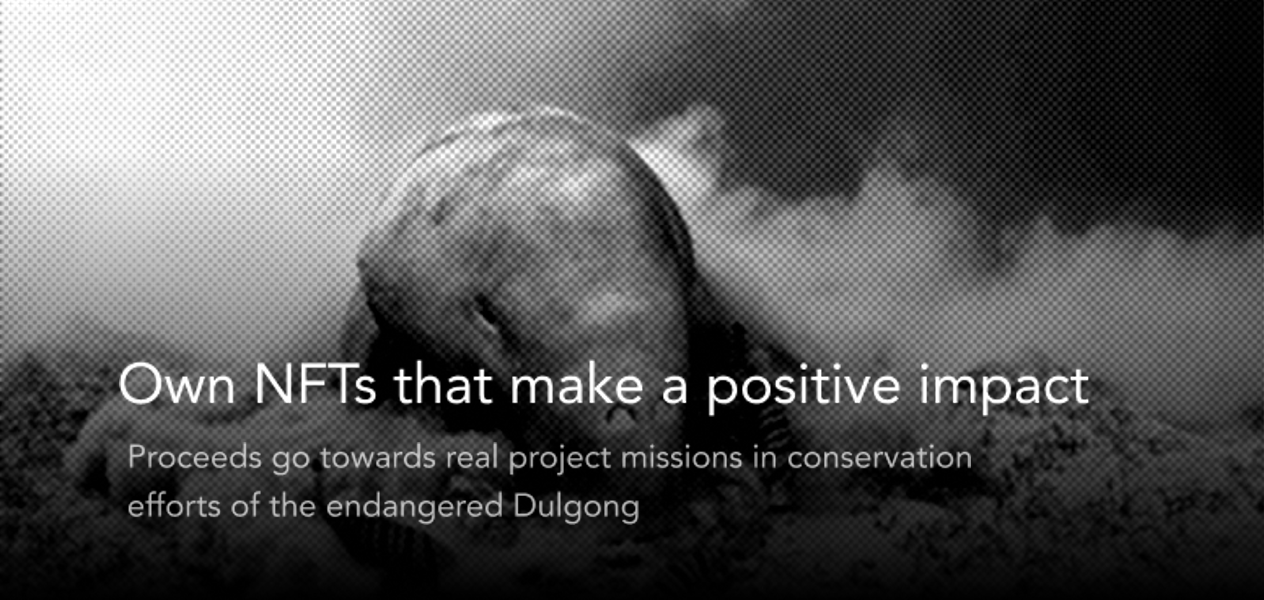 Own NFTs that make a positive impact
Proceeds go towards real project missions in conservation
efforts of the endangered Dulgong